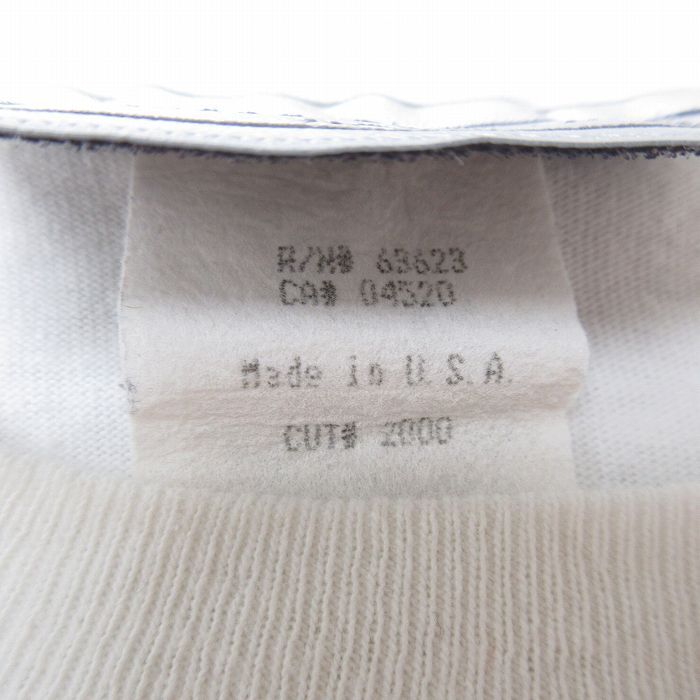 R/N# 63623
CA# 04520
Made in U.S.A.
CUT# 2000